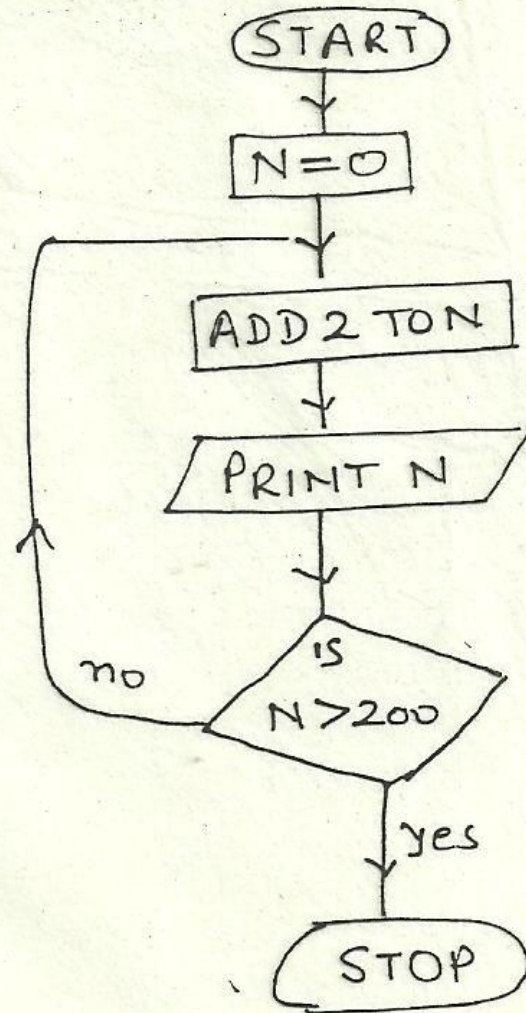 START
N=0
ADD 2 TO N
PRINT N
is
N>200
no
yes
STOP